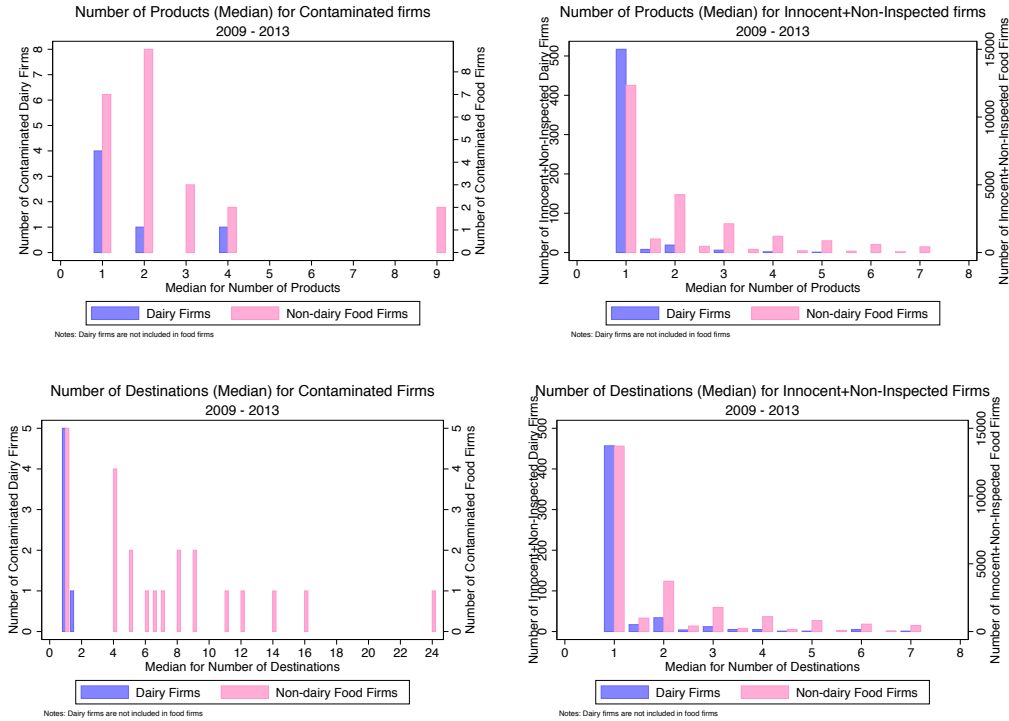 Number of Products (Median) for Contaminated firms
2009 - 2013
Number of Contaminated Dairy Firms
0 1 2 3 4 5 6 7 8
Number of Contaminated Food Firms
0 1 2 3 4 5 6 7 8
0 1 2 3 4 5 6 7 8 9
Median for Number of Products
Dairy Firms Non-dairy Food Firms
Notes: Dairy firms are not included in food firms
Number of Products (Median) for Innocent+Non-Inspected firms
2009 - 2013
Number of Innocent+Non-Inspected Dairy Firms
0 100 200 300 400 500
Number of Innocent+Non-Inspected Food Firms
0 5000 10000 15000
0 1 2 3 4 5 6 7 8
Median for Number of Products
Dairy Firms Non-dairy Food Firms
Notes: Dairy firms are not included in food firms
Number of Destinations (Median) for Contaminated Firms
2009 - 2013
Number of Contaminated Dairy Firms
0 1 2 3 4 5
Number of Contaminated Food Firms
0 1 2 3 4 5
0 2 4 6 8 10 12 14 16 18 20 22 24
Median for Number of Destinations
Dairy Firms Non-dairy Food Firms
Notes: Dairy firms are not included in food firms
Number of Destinations (Median) for Innocent+Non-Inspected Firms
2009 - 2013
Number of Innocent+Non-Inspected Dairy Firms
0 100 200 300 400 500
Number of Innocent+Non-Inspected Food Firms
0 5000 10000 15000
0 1 2 3 4 5 6 7 8
Median for Number of Destinations
Dairy Firms Non-dairy Food Firms
Notes: Dairy firms are not included in food firms